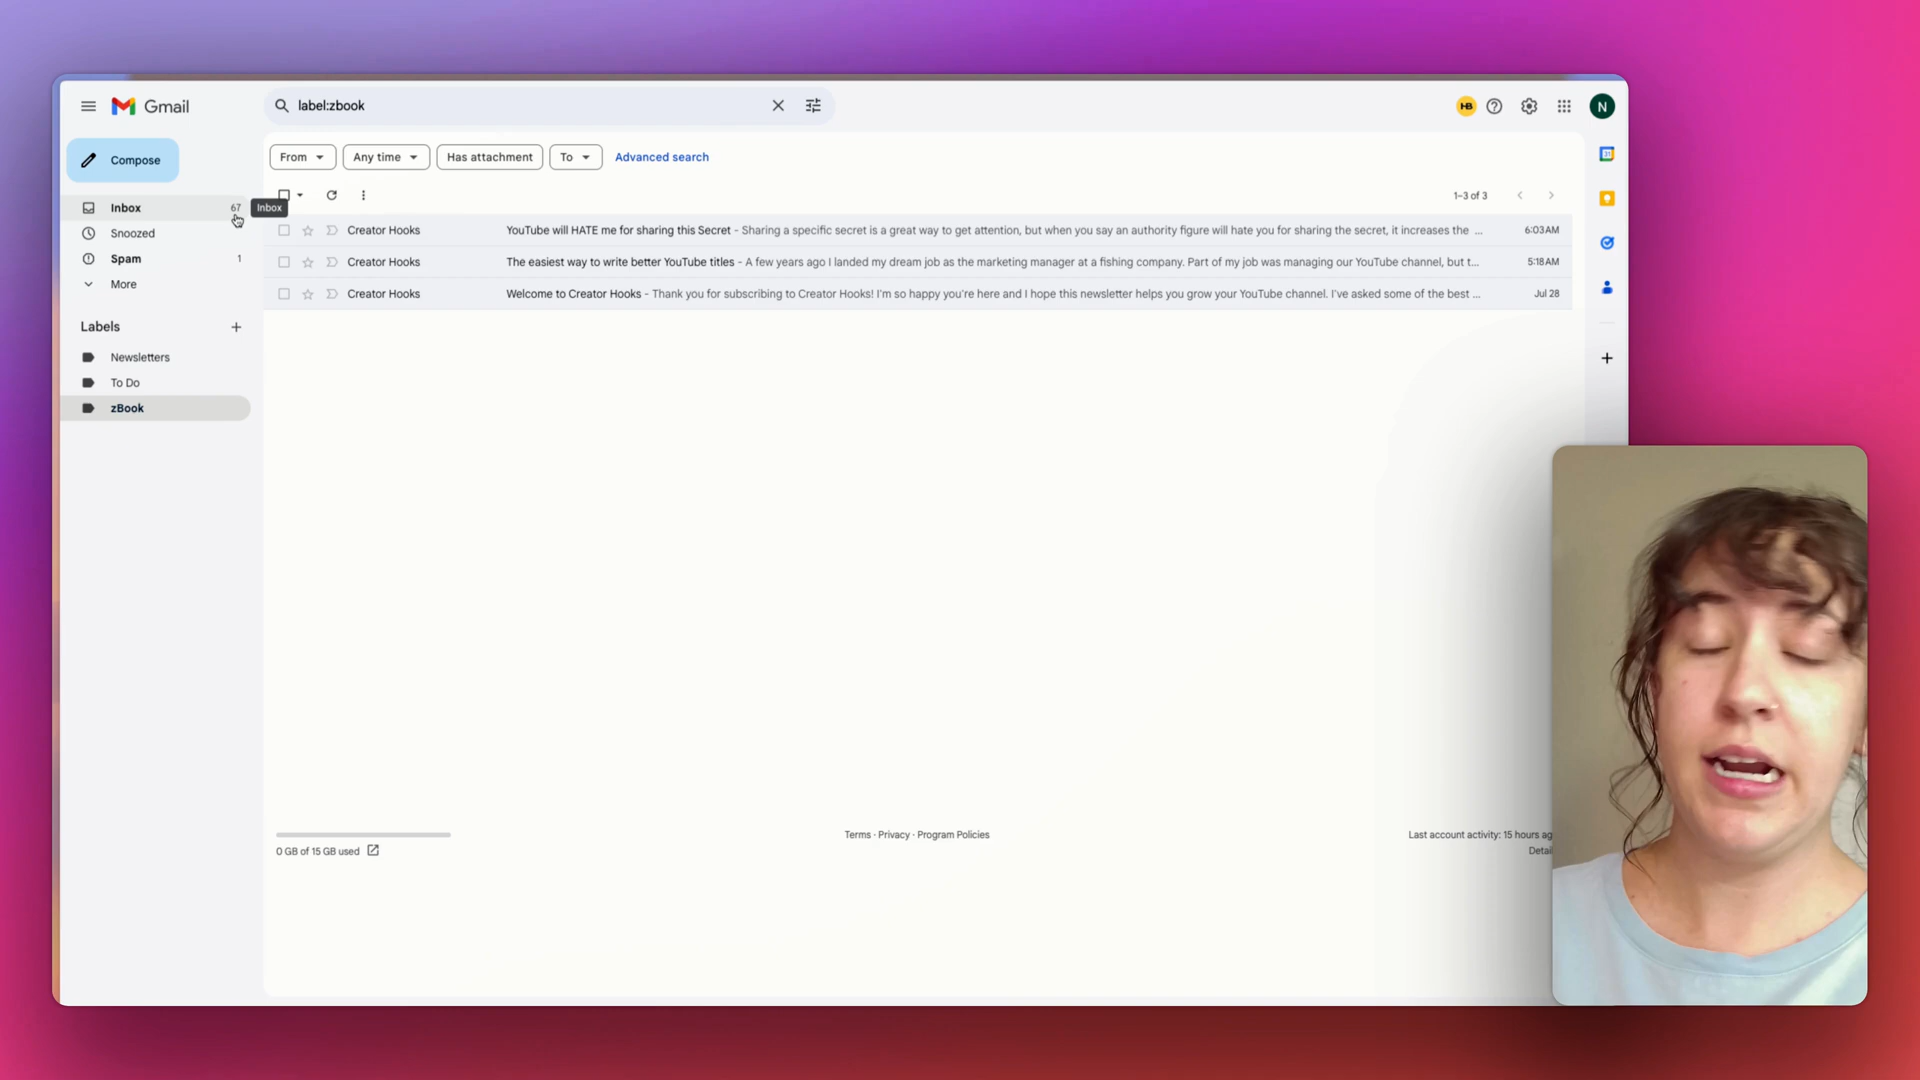 Gmail
label:zbook
HB
N
Compose
From
Any time
Has attachment
To
Advanced search
31
Inbox 67
Inbox
1–3 of 3
Creator Hooks YouTube will HATE me for sharing this Secret - Sharing a specific secret is a great way to get attention, but when you say an authority figure will hate you for sharing the secret, it increases the ... 6:03 AM
Snoozed
Spam 1
Creator Hooks The easiest way to write better YouTube titles - A few years ago I landed my dream job as the marketing manager at a fishing company. Part of my job was managing our YouTube channel, but t... 5:18 AM
More
Creator Hooks Welcome to Creator Hooks - Thank you for subscribing to Creator Hooks! I'm so happy you're here and I hope this newsletter helps you grow your YouTube channel. I've asked some of the best ... Jul 28
Labels
Newsletters
To Do
zBook
0 GB of 15 GB used
Terms · Privacy · Program Policies
Last account activity: 15 hours ag
Detail